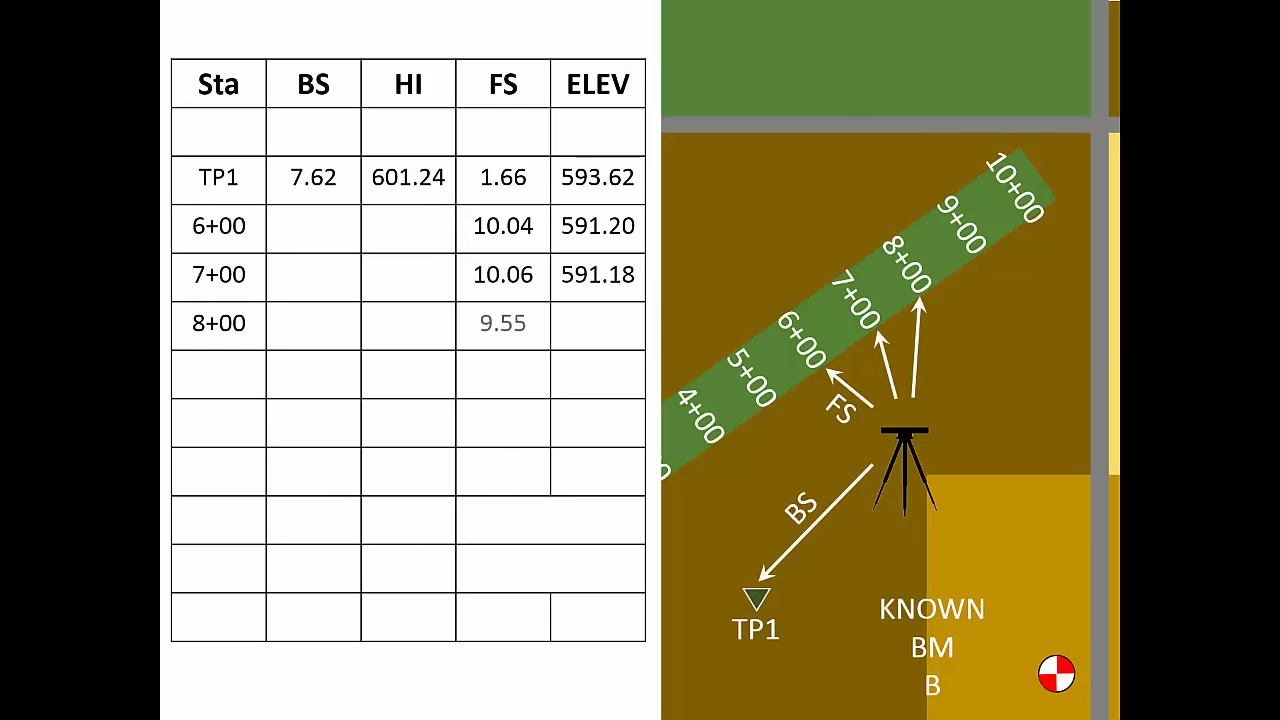 Sta BS HI FS ELEV
TP1 7.62 601.24 1.66 593.62
6+00 10.04 591.20
7+00 10.06 591.18
8+00 9.55
10+00
9+00
8+00
7+00
6+00
5+00
4+00
FS
BS
TP1
KNOWN
BM
B